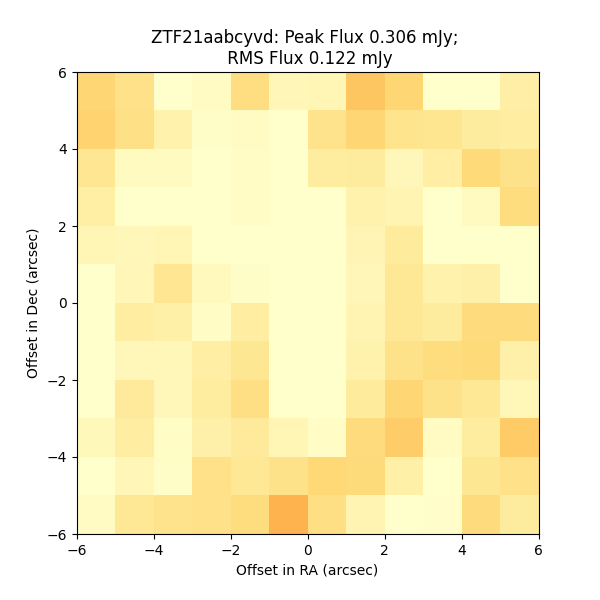 ZTF21aabcyvd: Peak Flux 0.306 mJy;
RMS Flux 0.122 mJy
6
4
2
0
−2
−4
−6
Offset in Dec (arcsec)
−6 −4 −2 0 2 4 6
Offset in RA (arcsec)